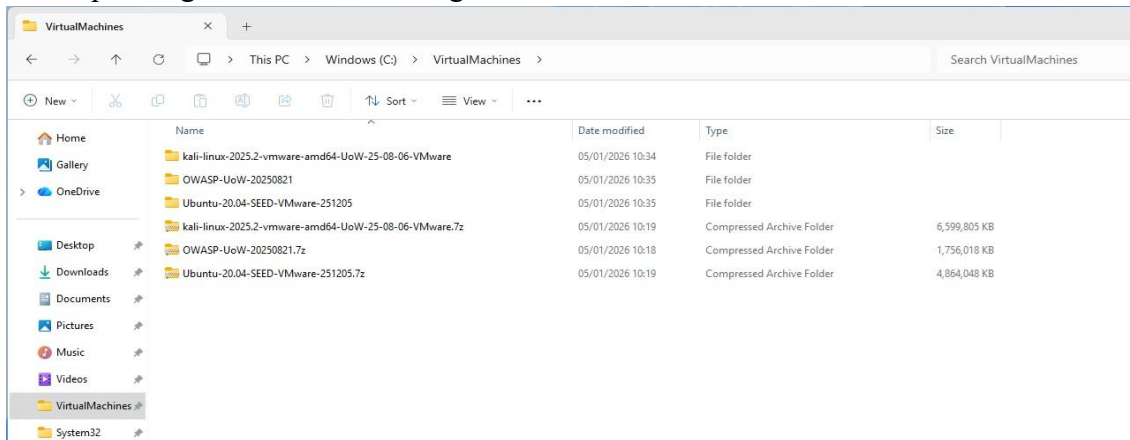 VirtualMachines
This PC > Windows (C:) > VirtualMachines >
Search VirtualMachines
New
Sort
View
Name Date modified Type Size
Home
Gallery
OneDrive
Desktop
Downloads
Documents
Pictures
Music
Videos
VirtualMachines
System32
kali-linux-2025.2-vmware-amd64-UoW-25-08-06-VMware 05/01/2026 10:34 File folder
OWASP-UoW-20250821 05/01/2026 10:35 File folder
Ubuntu-20.04-SEED-VMware-251205 05/01/2026 10:35 File folder
kali-linux-2025.2-vmware-amd64-UoW-25-08-06-VMware.7z 05/01/2026 10:19 Compressed Archive Folder 6,599,805 KB
OWASP-UoW-20250821.7z 05/01/2026 10:18 Compressed Archive Folder 1,756,018 KB
Ubuntu-20.04-SEED-VMware-251205.7z 05/01/2026 10:19 Compressed Archive Folder 4,864,048 KB